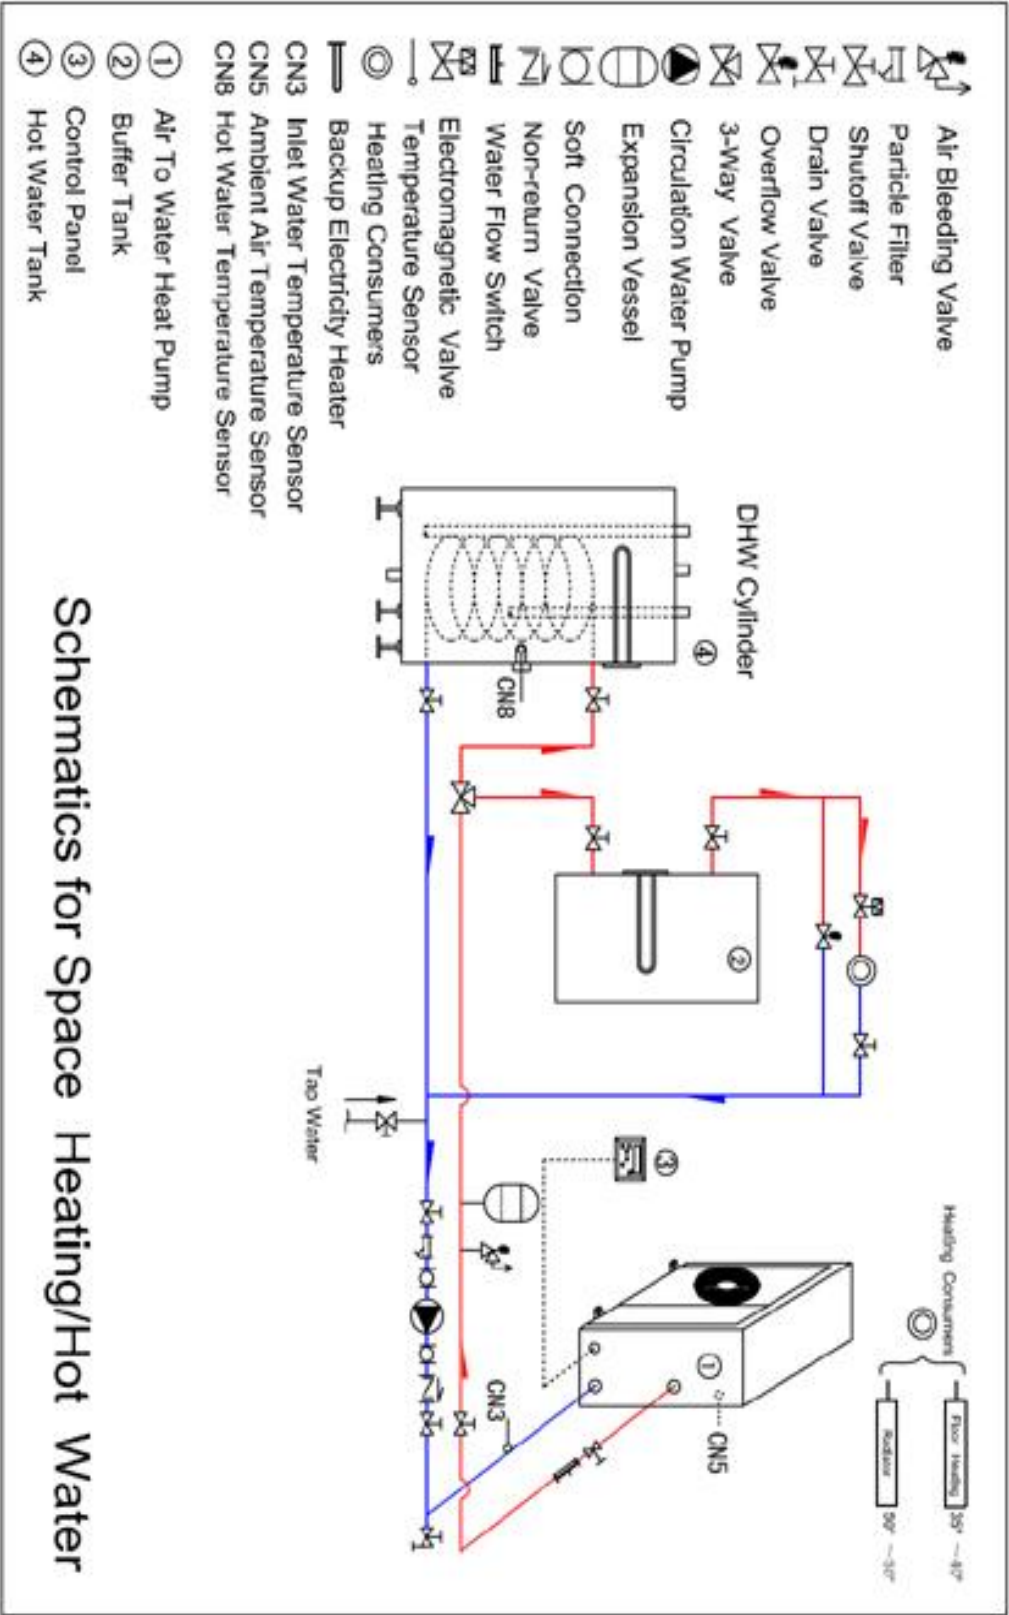 Air Bleeding Valve
Particle Filter
Shutoff Valve
Drain Valve
Overflow Valve
3-Way Valve
Circulation Water Pump
Expansion Vessel
Soft Connection
Non-return Valve
Water Flow Switch
Electromagnetic Valve
Temperature Sensor
Heating Consumers
Backup Electricity Heater
CN3 Inlet Water Temperature Sensor
CN5 Ambient Air Temperature Sensor
CN8 Hot Water Temperature Sensor
① Air To Water Heat Pump
② Buffer Tank
③ Control Panel
④ Hot Water Tank
DHW Cylinder
④
CN8
②
Tap Water
③
①
CN3
CN5
Heating Consumers
Floor Heating 35° ~40°
Radiator 50°
Schematics for Space Heating/Hot Water